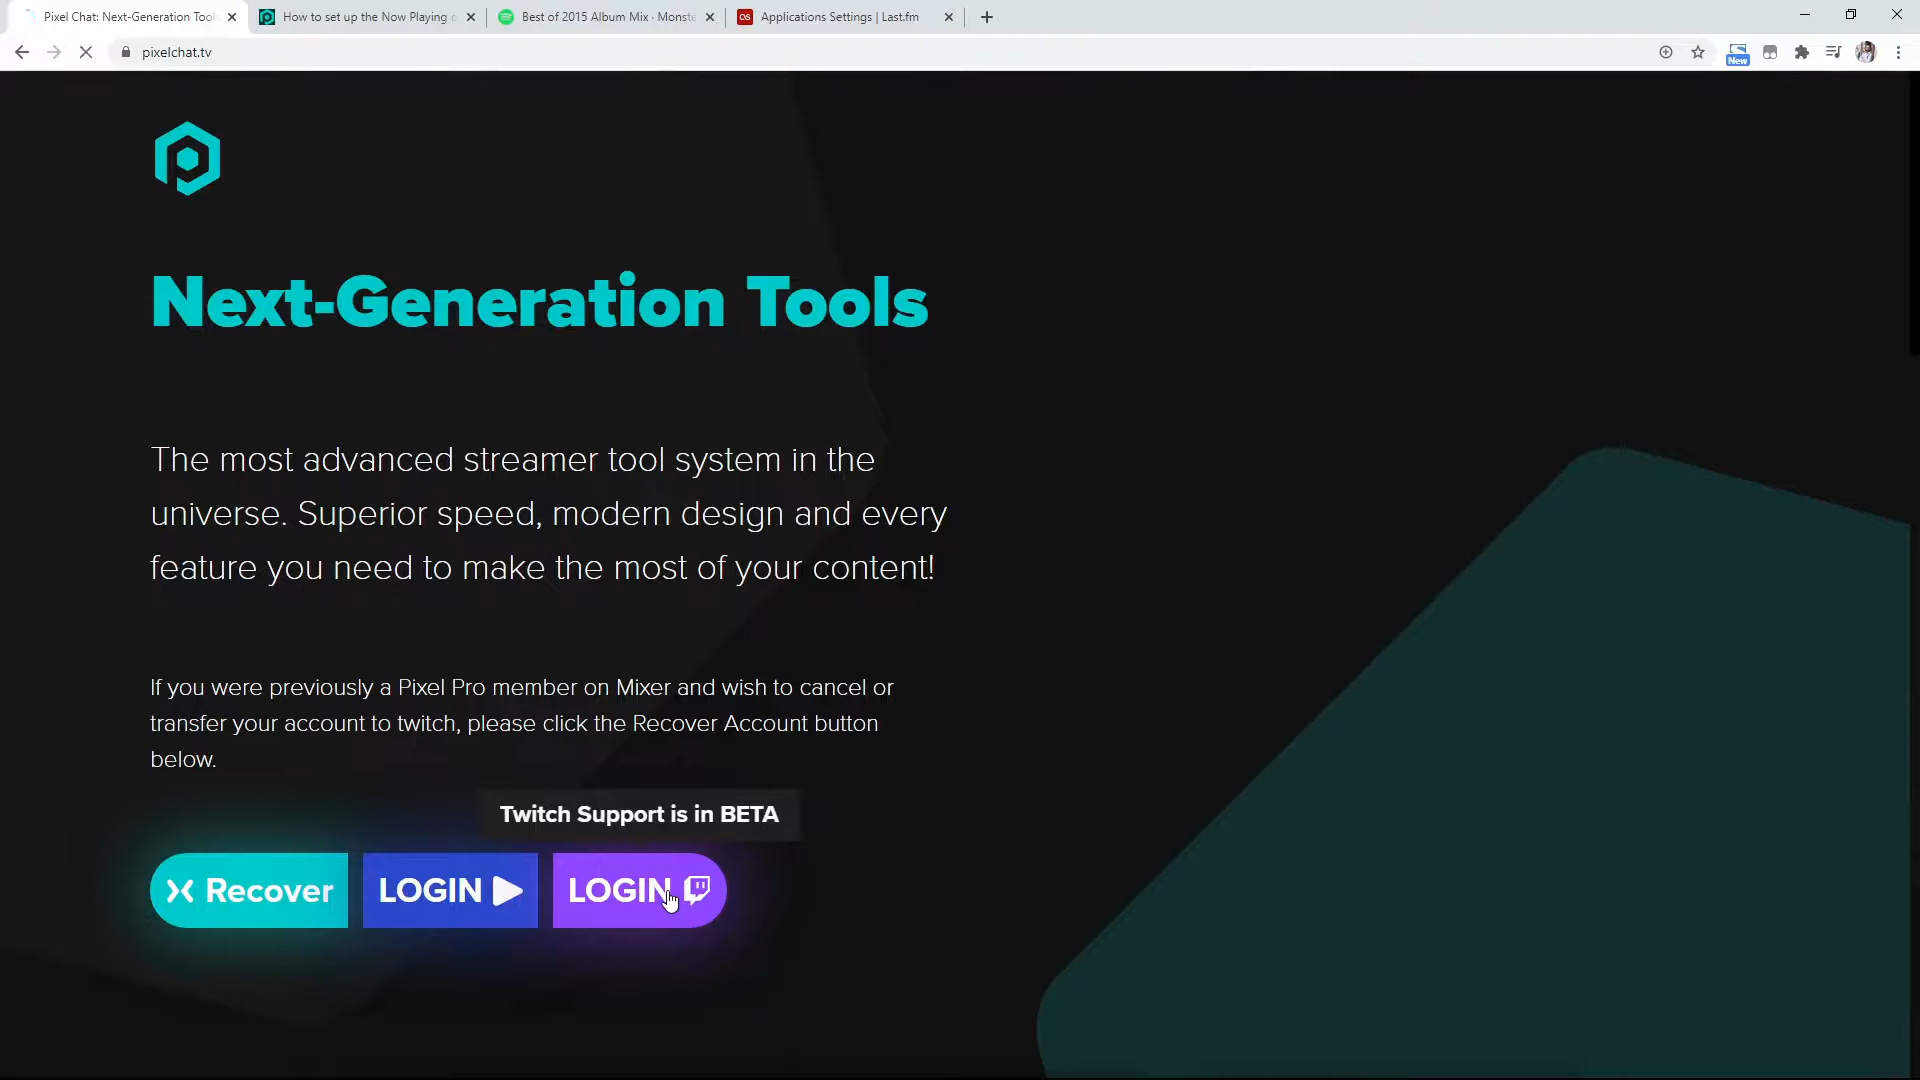 Pixel Chat: Next-Generation Tool
How to set up the Now Playing
Best of 2015 Album Mix · Monst
Applications Settings | Last.fm
pixelchat.tv
New
Next-Generation Tools
The most advanced streamer tool system in the
universe. Superior speed, modern design and every
feature you need to make the most of your content!
If you were previously a Pixel Pro member on Mixer and wish to cancel or
transfer your account to twitch, please click the Recover Account button
below.
Twitch Support is in BETA
Recover
LOGIN
LOGIN